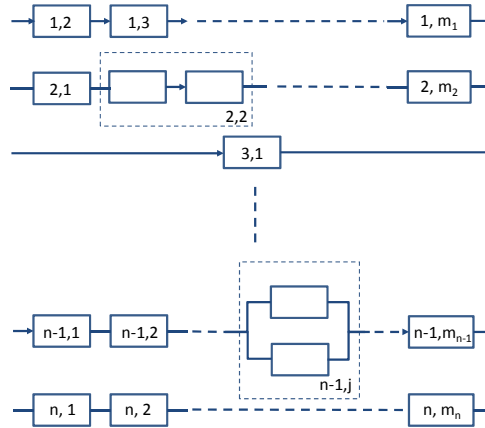 1,2 1,3 1, m₁
2,1 2, m₂
2,2
3,1
n-1,1 n-1,2 n-1,mₙ₋₁
n-1,j
n, 1 n, 2 n, mₙ